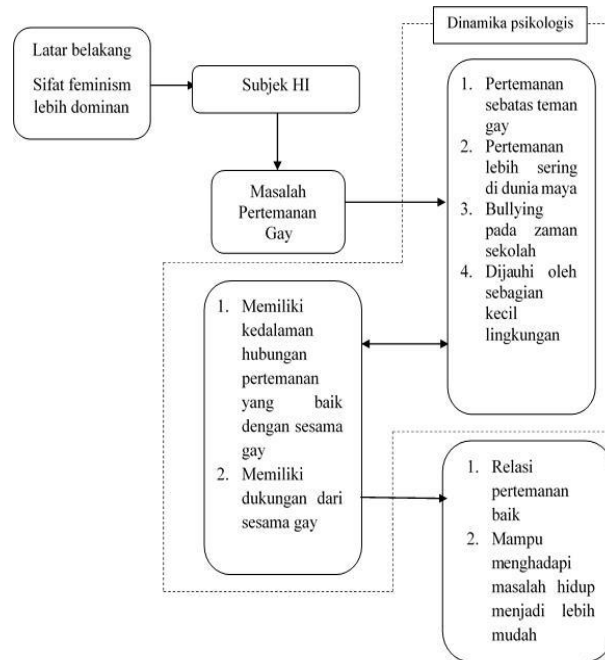 Dinamika psikologis
Latar belakang
Sifat feminism
lebih dominan
Subjek HI
Masalah
Pertemanan
Gay
1. Pertemanan
sebatas teman
gay
2. Pertemanan
lebih sering
di dunia maya
3. Bullying
pada zaman
sekolah
4. Dijauhi oleh
sebagian
kecil
lingkungan
1. Memiliki
kedalaman
hubungan
pertemanan
yang baik
dengan sesama
gay
2. Memiliki
dukungan dari
sesama gay
1. Relasi
pertemanan
baik
2. Mampu
menghadapi
masalah hidup
menjadi lebih
mudah